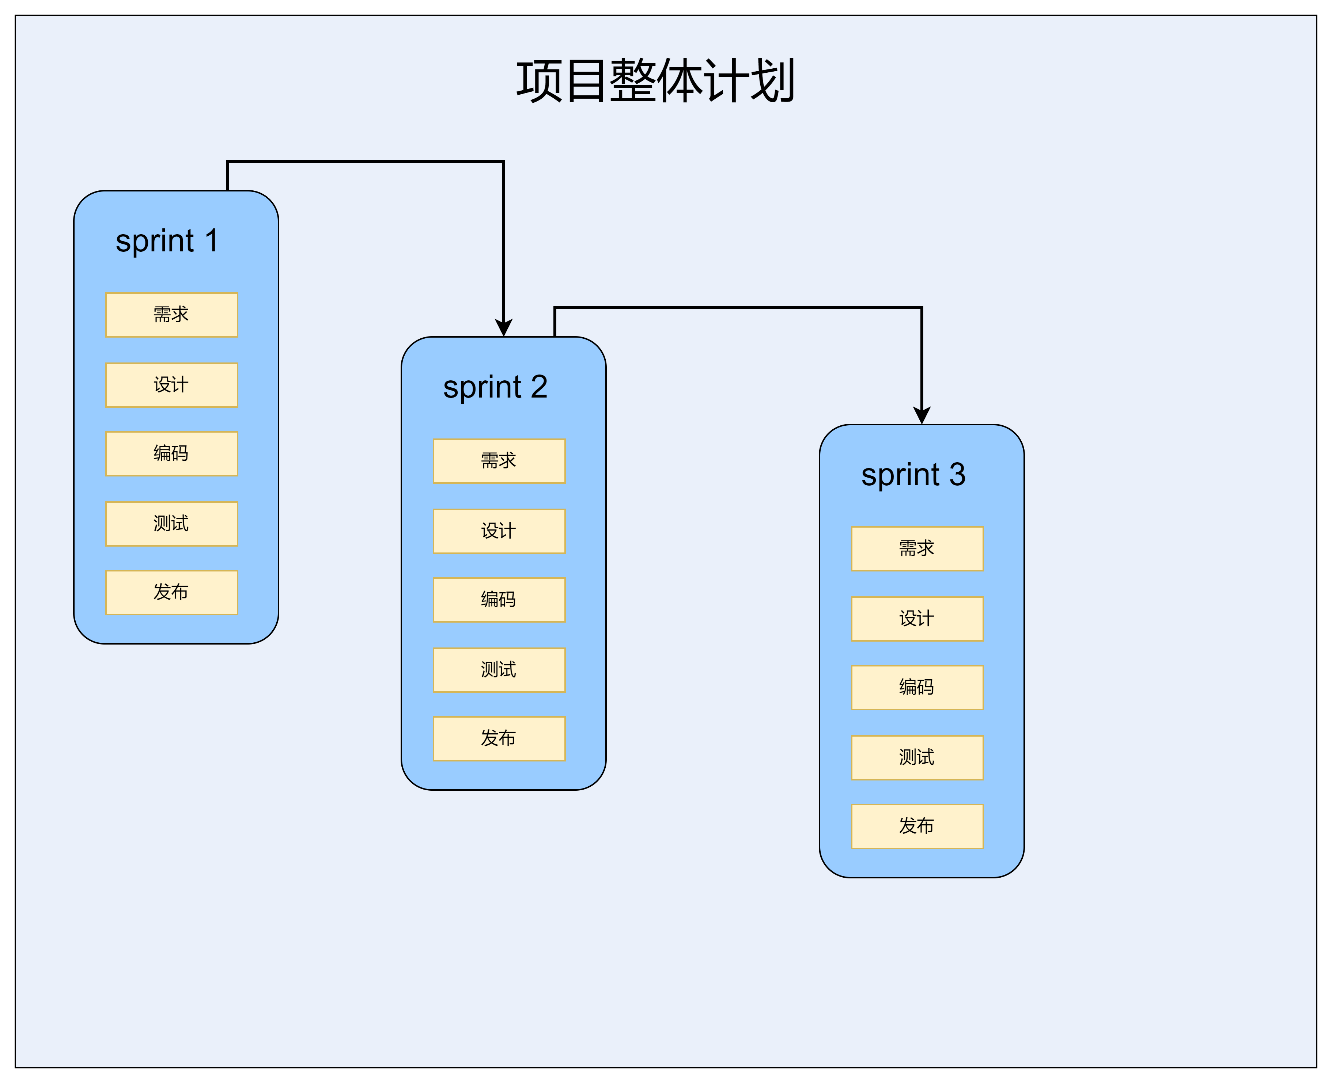 项目整体计划
sprint 1
需求
设计
编码
测试
发布
sprint 2
需求
设计
编码
测试
发布
sprint 3
需求
设计
编码
测试
发布